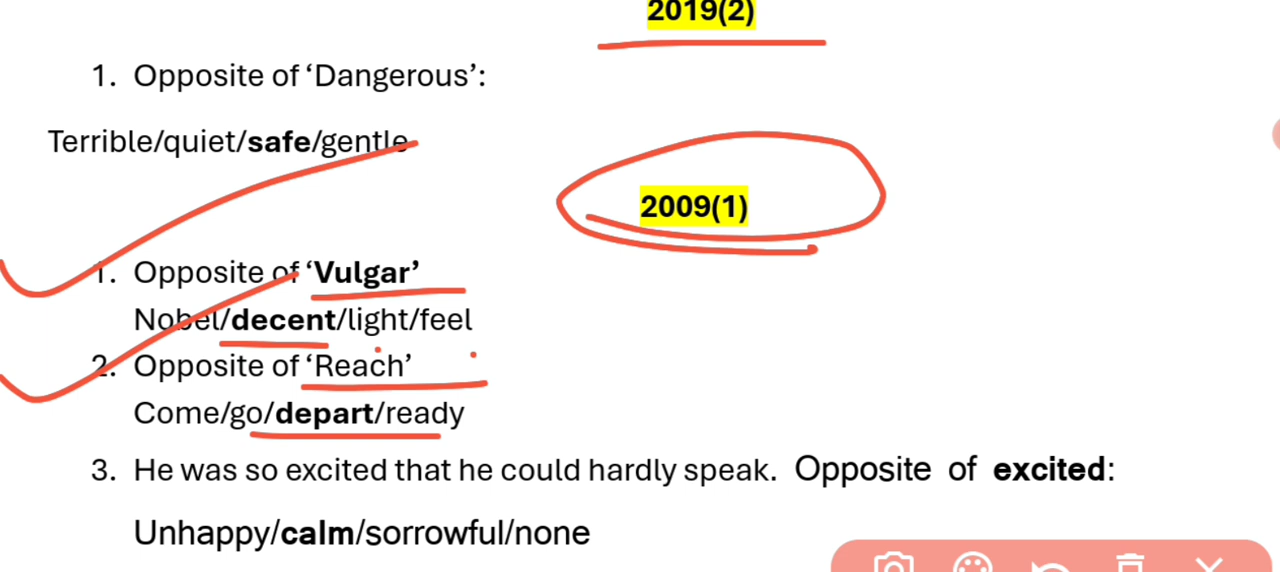 2019(2)
1. Opposite of ‘Dangerous’:
Terrible/quiet/safe/gentle
2009(1)
1. Opposite of ‘Vulgar’
Nobel/decent/light/feel
2. Opposite of ‘Reach’
Come/go/depart/ready
3. He was so excited that he could hardly speak. Opposite of excited:
Unhappy/calm/sorrowful/none